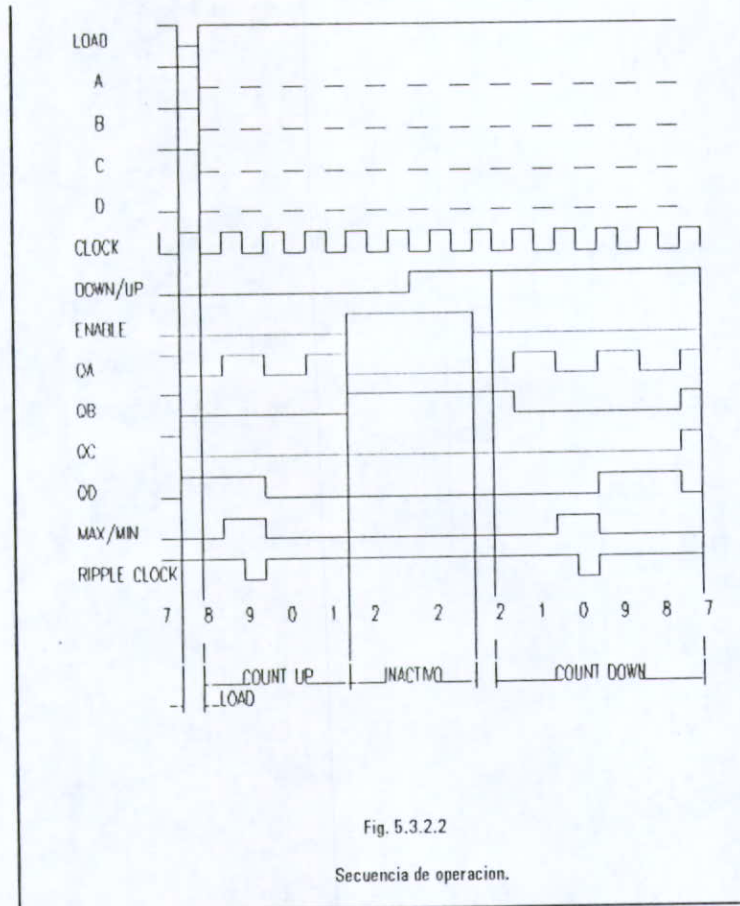 LOAD
A
B
C
D
CLOCK
DOWN/UP
ENABLE
QA
QB
QC
QD
MAX/MIN
RIPPLE CLOCK
7 8 9 0 1 2 2 2 1 0 9 8 7
COUNT UP INACTIVO COUNT DOWN
LOAD
Fig. 5.3.2.2
Secuencia de operacion.